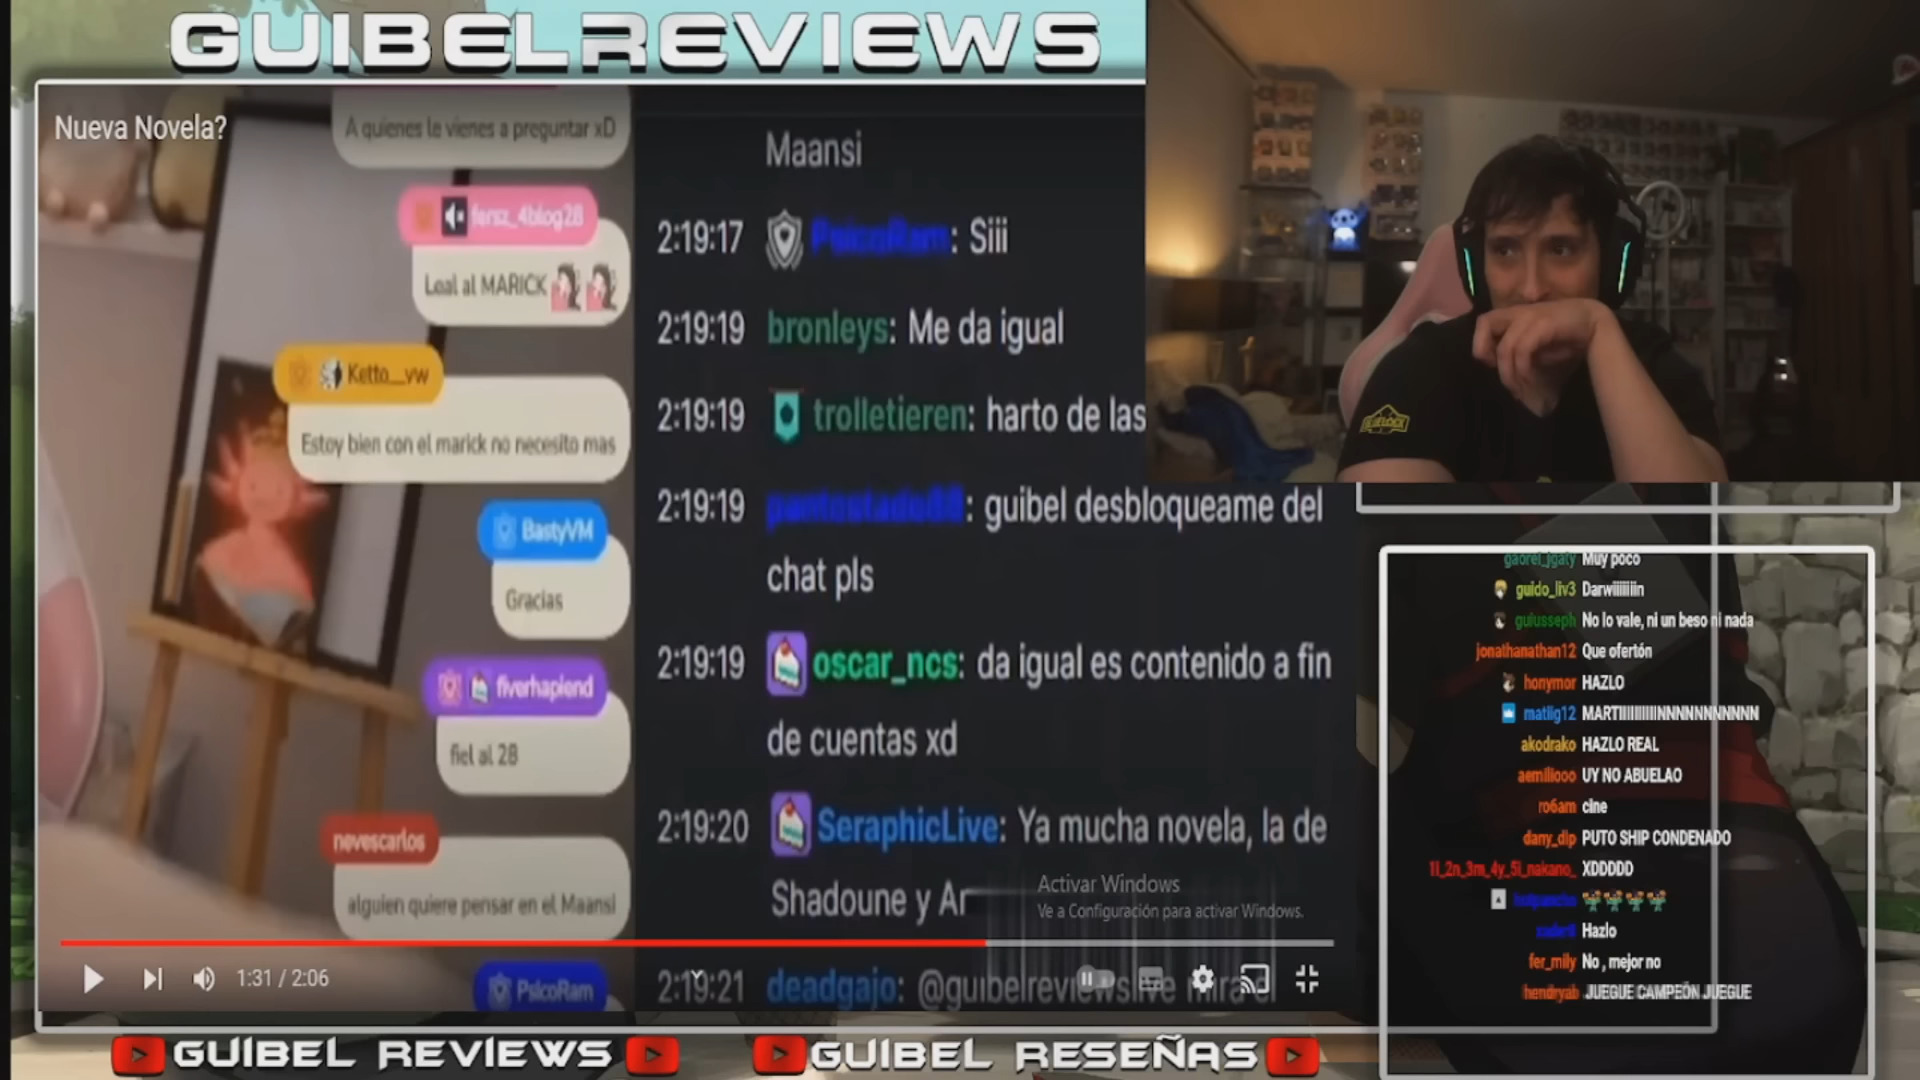 GUIBELREVIEWS
Nueva Novela?
A quienes le vienes a preguntar xD
fersz_4blog28
Leal al MARICK
Ketto__vw
Estoy bien con el marick no necesito mas
BastyVM
Gracias
fiverhapiend
fiel al 28
nevescarlos
alguien quiere pensar en el Maansi
PsicoRam
Maansi
2:19:17 PsicoRam: Siii
2:19:19 bronleys: Me da igual
2:19:19 trolletieren: harto de las
2:19:19 : guibel desbloqueame del
chat pls
2:19:19 oscar_ncs: da igual es contenido a fin
de cuentas xd
2:19:20 SeraphicLive: Ya mucha novela, la de
Shadoune y Ar
2:19:21 deadgajo: @guibelreviewslive mira el
Activar Windows
Ve a Configuración para activar Windows.
1:31 / 2:06
Muy poco
guido_liv3 Darwiiiiiiiin
guiusseph No lo vale, ni un beso ni nada
jonathanathan12 Que ofertón
honymor HAZLO
matiig12
akodrako HAZLO REAL
aemiliooo UY NO ABUELAO
ro6am cine
dany_dlp PUTO SHIP CONDENADO
1i_2n_3m_4y_5i_nakano_ XDDDDD
Hazlo
fer_mily No , mejor no
hendryab JUEGUE CAMPEÓN JUEGUE
GUIBEL REVIEWS
GUIBEL RESEÑAS